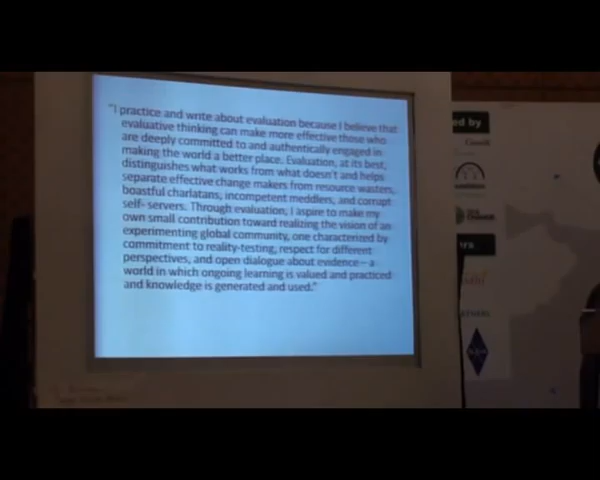 "I practice and write about evaluation because I believe that
evaluative thinking can make more effective those who
are deeply committed to and authentically engaged in
making the world a better place. Evaluation, at its best,
distinguishes what works from what doesn't and helps
separate effective change makers from resource wasters,
boastful charlatans, incompetent meddlers, and corrupt
self- servers. Through evaluation, I aspire to make my
own small contribution toward realizing the vision of an
experimenting global community, one characterized by
commitment to reality-testing, respect for different
perspectives, and open dialogue about evidence—a
world in which ongoing learning is valued and practiced
and knowledge is generated and used."
ed by
Canada